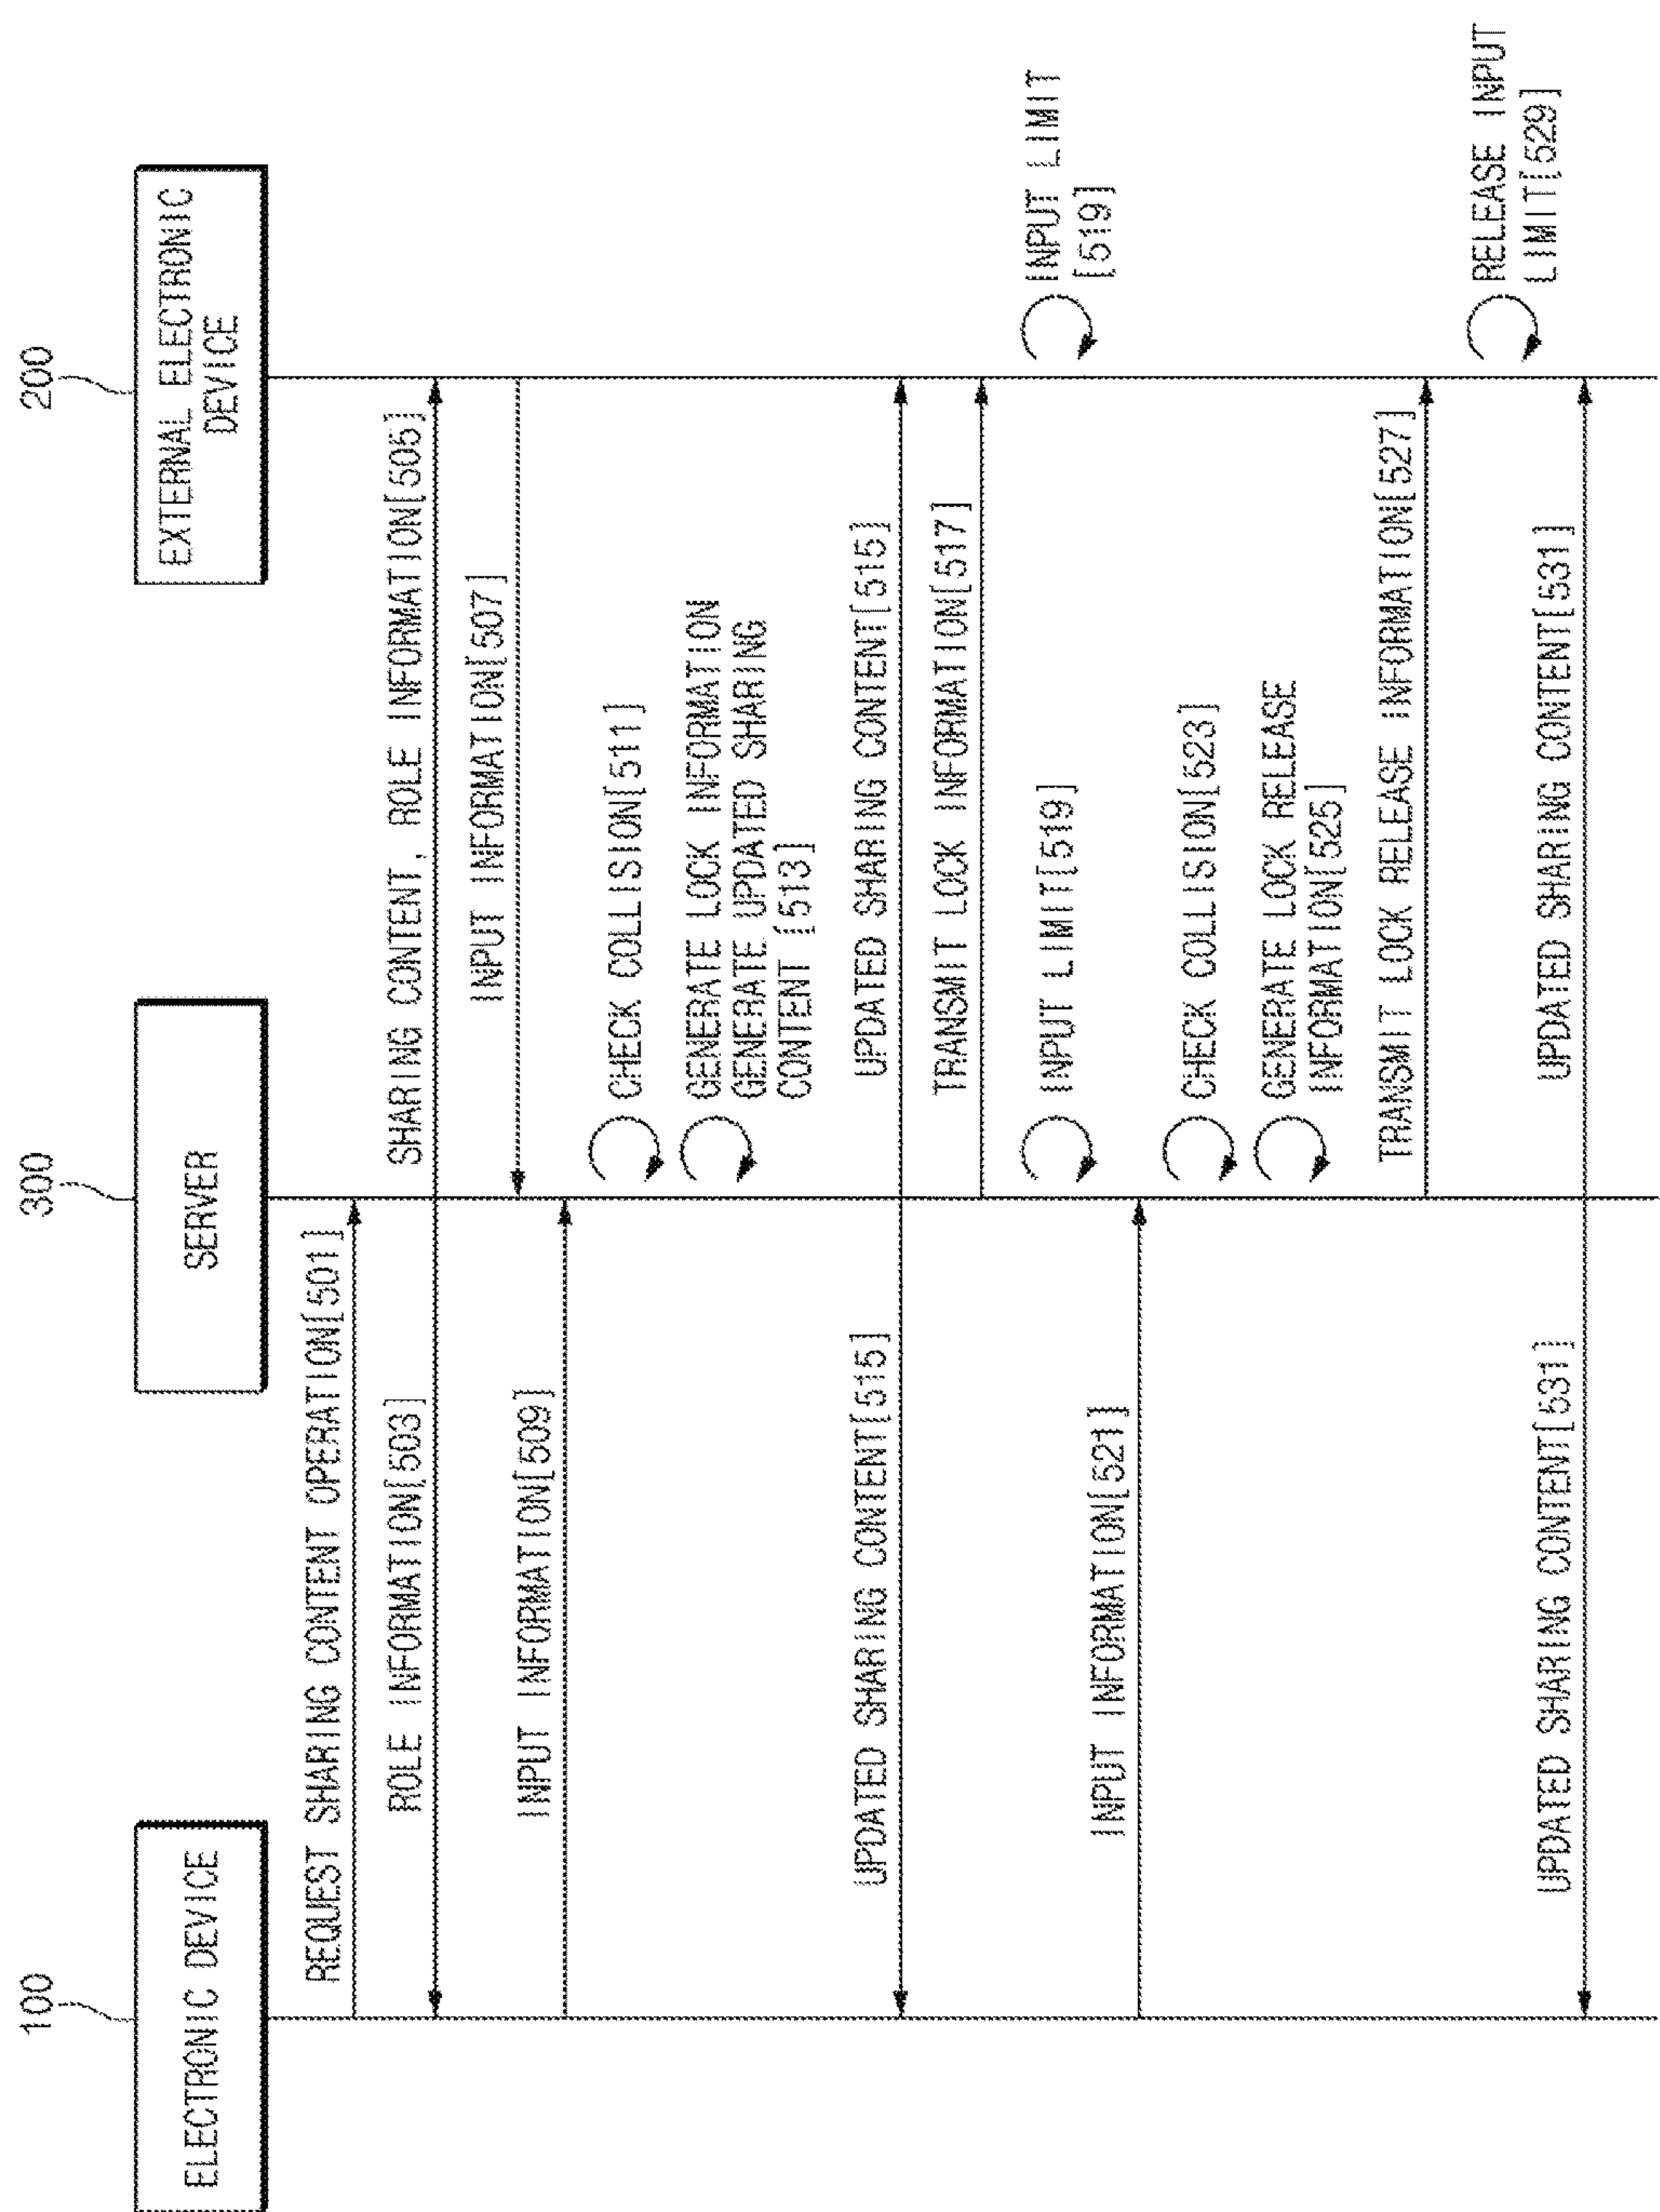 100
300
200
ELECTRONIC DEVICE
SERVER
EXTERNAL ELECTRONIC
DEVICE
REQUEST SHARING CONTENT OPERATION[501]
ROLE INFORMATION[503]
SHARING CONTENT, ROLE INFORMATION[505]
INPUT INFORMATION[507]
INPUT INFORMATION[509]
CHECK COLLISION[511]
GENERATE LOCK INFORMATION
GENERATE UPDATED SHARING
CONTENT [513]
UPDATED SHARING CONTENT[515]
UPDATED SHARING CONTENT[515]
TRANSMIT LOCK INFORMATION[517]
INPUT LIMIT[519]
INPUT LIMIT
[519]
INPUT INFORMATION[521]
CHECK COLLISION[523]
GENERATE LOCK RELEASE
INFORMATION[525]
TRANSMIT LOCK RELEASE INFORMATION[527]
RELEASE INPUT
LIMIT[529]
UPDATED SHARING CONTENT[531]
UPDATED SHARING CONTENT[531]